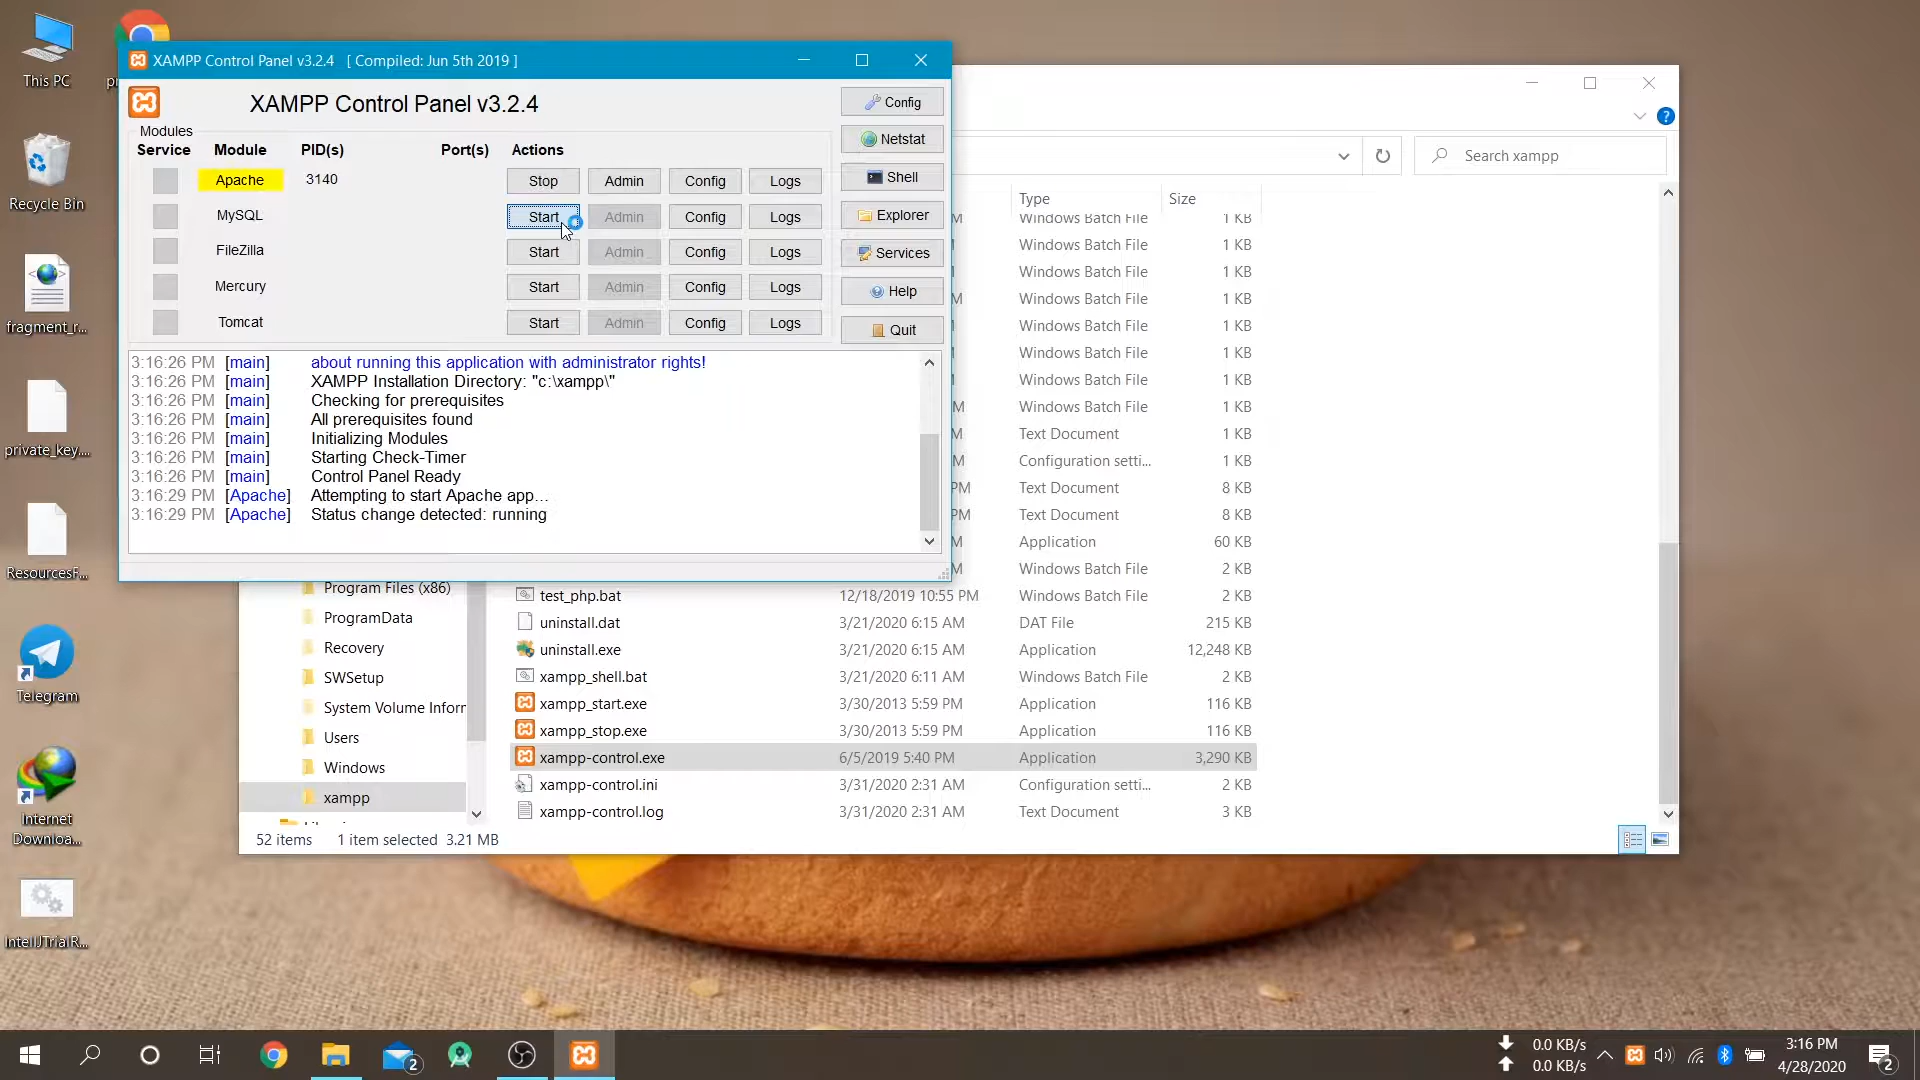 This PC
XAMPP Control Panel v3.2.4 [ Compiled: Jun 5th 2019 ]
XAMPP Control Panel v3.2.4
Config
Modules
Service Module PID(s) Port(s) Actions
Netstat
Apache 3140 Stop Admin Config Logs
Shell
MySQL Start Admin Config Logs
Explorer
FileZilla Start Admin Config Logs
Services
Mercury Start Admin Config Logs
Help
Tomcat Start Admin Config Logs
Quit
3:16:26 PM [main] about running this application with administrator rights!
3:16:26 PM [main] XAMPP Installation Directory: "c:\xampp\"
3:16:26 PM [main] Checking for prerequisites
3:16:26 PM [main] All prerequisites found
3:16:26 PM [main] Initializing Modules
3:16:26 PM [main] Starting Check-Timer
3:16:26 PM [main] Control Panel Ready
3:16:29 PM [Apache] Attempting to start Apache app...
3:16:29 PM [Apache] Status change detected: running
Recycle Bin
fragment_r...
private_key....
ResourcesF...
Telegram
Internet
Downloa...
IntelIJTrialR...
Search xampp
Type Size
Windows Batch File 1 KB
Windows Batch File 1 KB
Windows Batch File 1 KB
M Windows Batch File 1 KB
Windows Batch File 1 KB
Windows Batch File 1 KB
Windows Batch File 1 KB
M Windows Batch File 1 KB
M Text Document 1 KB
M Configuration setti... 1 KB
PM Text Document 8 KB
PM Text Document 8 KB
M Application 60 KB
M Windows Batch File 2 KB
test_php.bat 12/18/2019 10:55 PM Windows Batch File 2 KB
uninstall.dat 3/21/2020 6:15 AM DAT File 215 KB
uninstall.exe 3/21/2020 6:15 AM Application 12,248 KB
xampp_shell.bat 3/21/2020 6:11 AM Windows Batch File 2 KB
xampp_start.exe 3/30/2013 5:59 PM Application 116 KB
xampp_stop.exe 3/30/2013 5:59 PM Application 116 KB
xampp-control.exe 6/5/2019 5:40 PM Application 3,290 KB
xampp-control.ini 3/31/2020 2:31 AM Configuration setti... 2 KB
xampp-control.log 3/31/2020 2:31 AM Text Document 3 KB
Program Files (x86)
ProgramData
Recovery
SWSetup
System Volume Infor
Users
Windows
xampp
52 items 1 item selected 3.21 MB
2
0.0 KB/s
0.0 KB/s
3:16 PM
4/28/2020
2